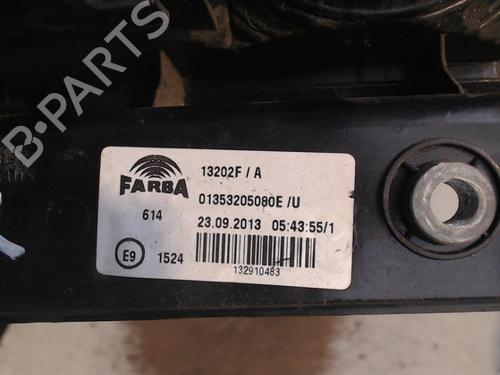 B-PARTS
FARBA
13202F / A
614
01353205080E /U
23.09.2013 05:43:55/1
E9
1524
132910483